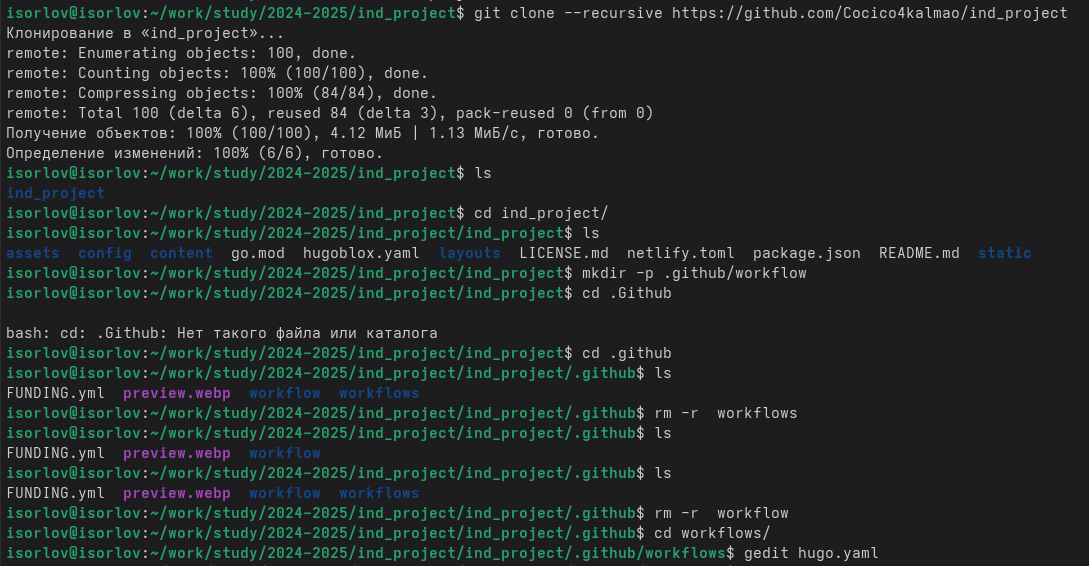 isorlov@isorlov:~/work/study/2024-2025/ind_project$ git clone --recursive https://github.com/Cocico4kalmao/ind_project
Клонирование в «ind_project»...
remote: Enumerating objects: 100, done.
remote: Counting objects: 100% (100/100), done.
remote: Compressing objects: 100% (84/84), done.
remote: Total 100 (delta 6), reused 84 (delta 3), pack-reused 0 (from 0)
Получение объектов: 100% (100/100), 4.12 МиБ | 1.13 МиБ/с, готово.
Определение изменений: 100% (6/6), готово.
isorlov@isorlov:~/work/study/2024-2025/ind_project$ ls
ind_project
isorlov@isorlov:~/work/study/2024-2025/ind_project$ cd ind_project/
isorlov@isorlov:~/work/study/2024-2025/ind_project/ind_project$ ls
assets  config  content  go.mod  hugoblox.yaml  layouts  LICENSE.md  netlify.toml  package.json  README.md  static
isorlov@isorlov:~/work/study/2024-2025/ind_project/ind_project$ mkdir -p .github/workflow
isorlov@isorlov:~/work/study/2024-2025/ind_project/ind_project$ cd .Github
bash: cd: .Github: Нет такого файла или каталога
isorlov@isorlov:~/work/study/2024-2025/ind_project/ind_project$ cd .github
isorlov@isorlov:~/work/study/2024-2025/ind_project/ind_project/.github$ ls
FUNDING.yml  preview.webp  workflow  workflows
isorlov@isorlov:~/work/study/2024-2025/ind_project/ind_project/.github$ rm -r  workflows
isorlov@isorlov:~/work/study/2024-2025/ind_project/ind_project/.github$ ls
FUNDING.yml  preview.webp  workflow
isorlov@isorlov:~/work/study/2024-2025/ind_project/ind_project/.github$ ls
FUNDING.yml  preview.webp  workflow  workflows
isorlov@isorlov:~/work/study/2024-2025/ind_project/ind_project/.github$ rm -r  workflow
isorlov@isorlov:~/work/study/2024-2025/ind_project/ind_project/.github$ cd workflows/
isorlov@isorlov:~/work/study/2024-2025/ind_project/ind_project/.github/workflows$ gedit hugo.yaml